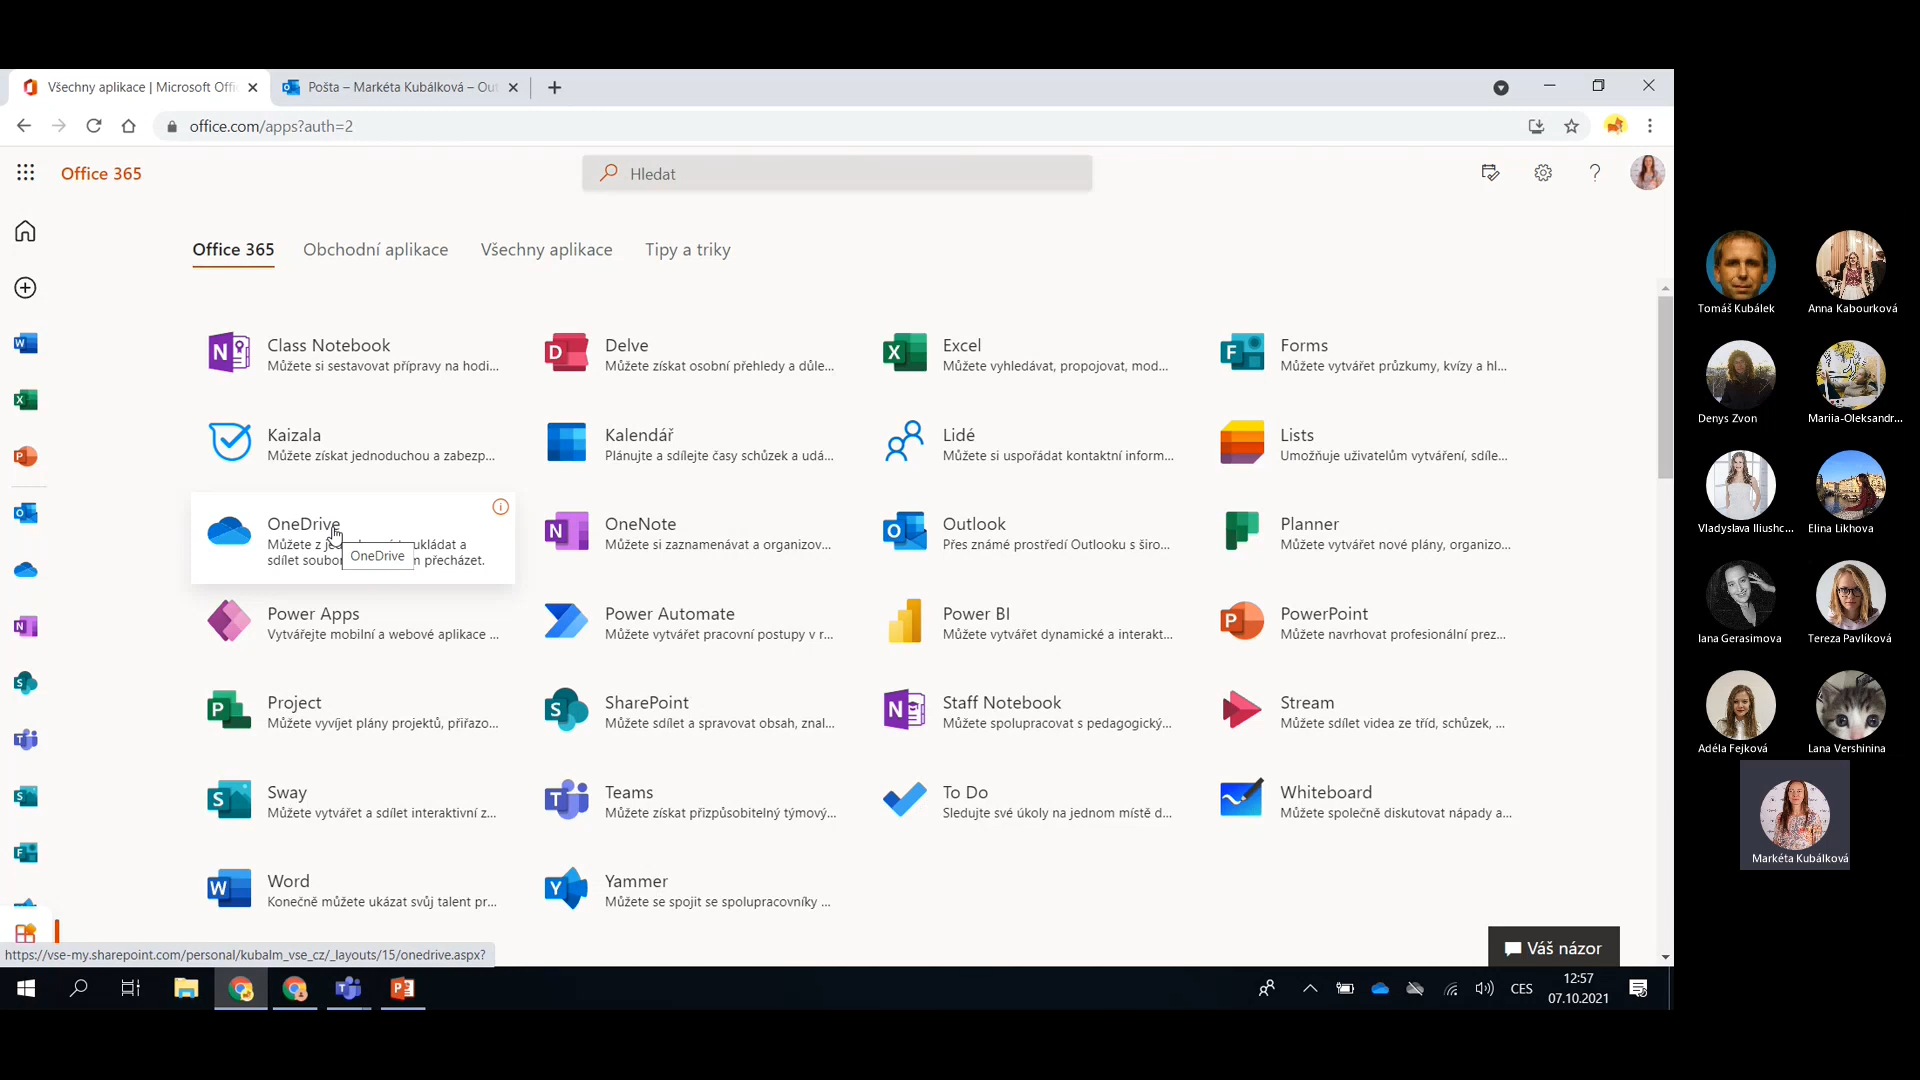 Všechny aplikace | Microsoft Offi
Pošta – Markéta Kubálková – Out
office.com/apps?auth=2
Office 365
Hledat
Office 365
Obchodní aplikace
Všechny aplikace
Tipy a triky
Class Notebook
Můžete si sestavovat přípravy na hodi...
Delve
Můžete získat osobní přehledy a důle...
Excel
Můžete vyhledávat, propojovat, mod...
Forms
Můžete vytvářet průzkumy, kvízy a hl...
Kaizala
Můžete získat jednoduchou a zabezp...
Kalendář
Plánujte a sdílejte časy schůzek a udá...
Lidé
Můžete si uspořádat kontaktní inform...
Lists
Umožňuje uživatelům vytváření, sdíle...
OneDrive
Můžete z ukládat a
sdílet soubor přecházet.
OneDrive
OneNote
Můžete si zaznamenávat a organizov...
Outlook
Přes známé prostředí Outlooku s širo...
Planner
Můžete vytvářet nové plány, organizo...
Power Apps
Vytvářejte mobilní a webové aplikace ...
Power Automate
Můžete vytvářet pracovní postupy v r...
Power BI
Můžete vytvářet dynamické a interakt...
PowerPoint
Můžete navrhovat profesionální prez...
Project
Můžete vyvíjet plány projektů, přiřazo...
SharePoint
Můžete sdílet a spravovat obsah, znal...
Staff Notebook
Můžete spolupracovat s pedagogický...
Stream
Můžete sdílet videa ze tříd, schůzek, ...
Sway
Můžete vytvářet a sdílet interaktivní z...
Teams
Můžete získat přizpůsobitelný týmový...
To Do
Sledujte své úkoly na jednom místě d...
Whiteboard
Můžete společně diskutovat nápady a...
Word
Konečně můžete ukázat svůj talent pr...
Yammer
Můžete se spojit se spolupracovníky ...
Váš názor
https://vse-my.sharepoint.com/personal/kubalm_vse_cz/_layouts/15/onedrive.aspx?
CES
12:57
07.10.2021
Tomáš Kubálek
Anna Kabourková
Denys Zvon
Mariia-Oleksandr...
Vladyslava Iliushc...
Elina Likhova
Iana Gerasimova
Tereza Pavlíková
Adéla Fejková
Lana Vershinina
Markéta Kubálková